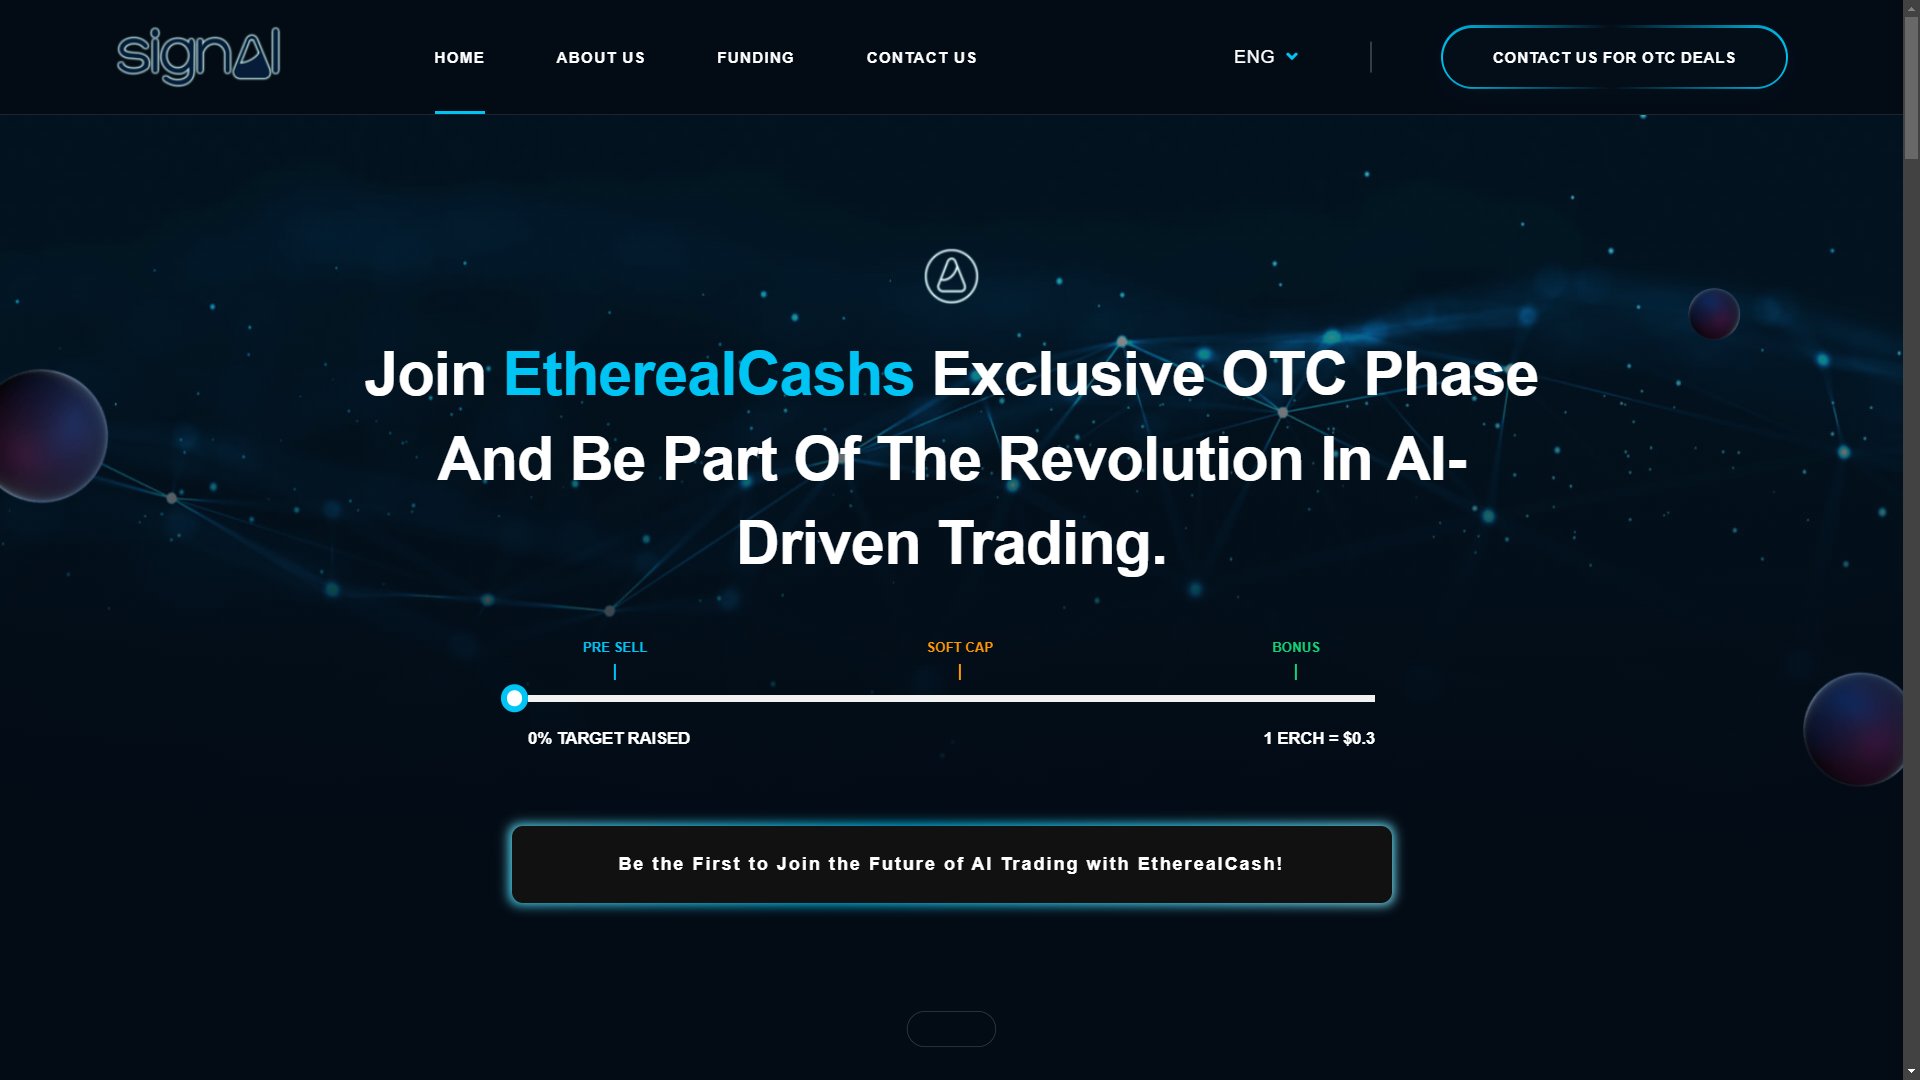 signAI
HOME
ABOUT US
FUNDING
CONTACT US
ENG
CONTACT US FOR OTC DEALS
Join EtherealCashs Exclusive OTC Phase
And Be Part Of The Revolution In AI-
Driven Trading.
PRE SELL
SOFT CAP
BONUS
0% TARGET RAISED
1 ERCH = $0.3
Be the First to Join the Future of AI Trading with EtherealCash!